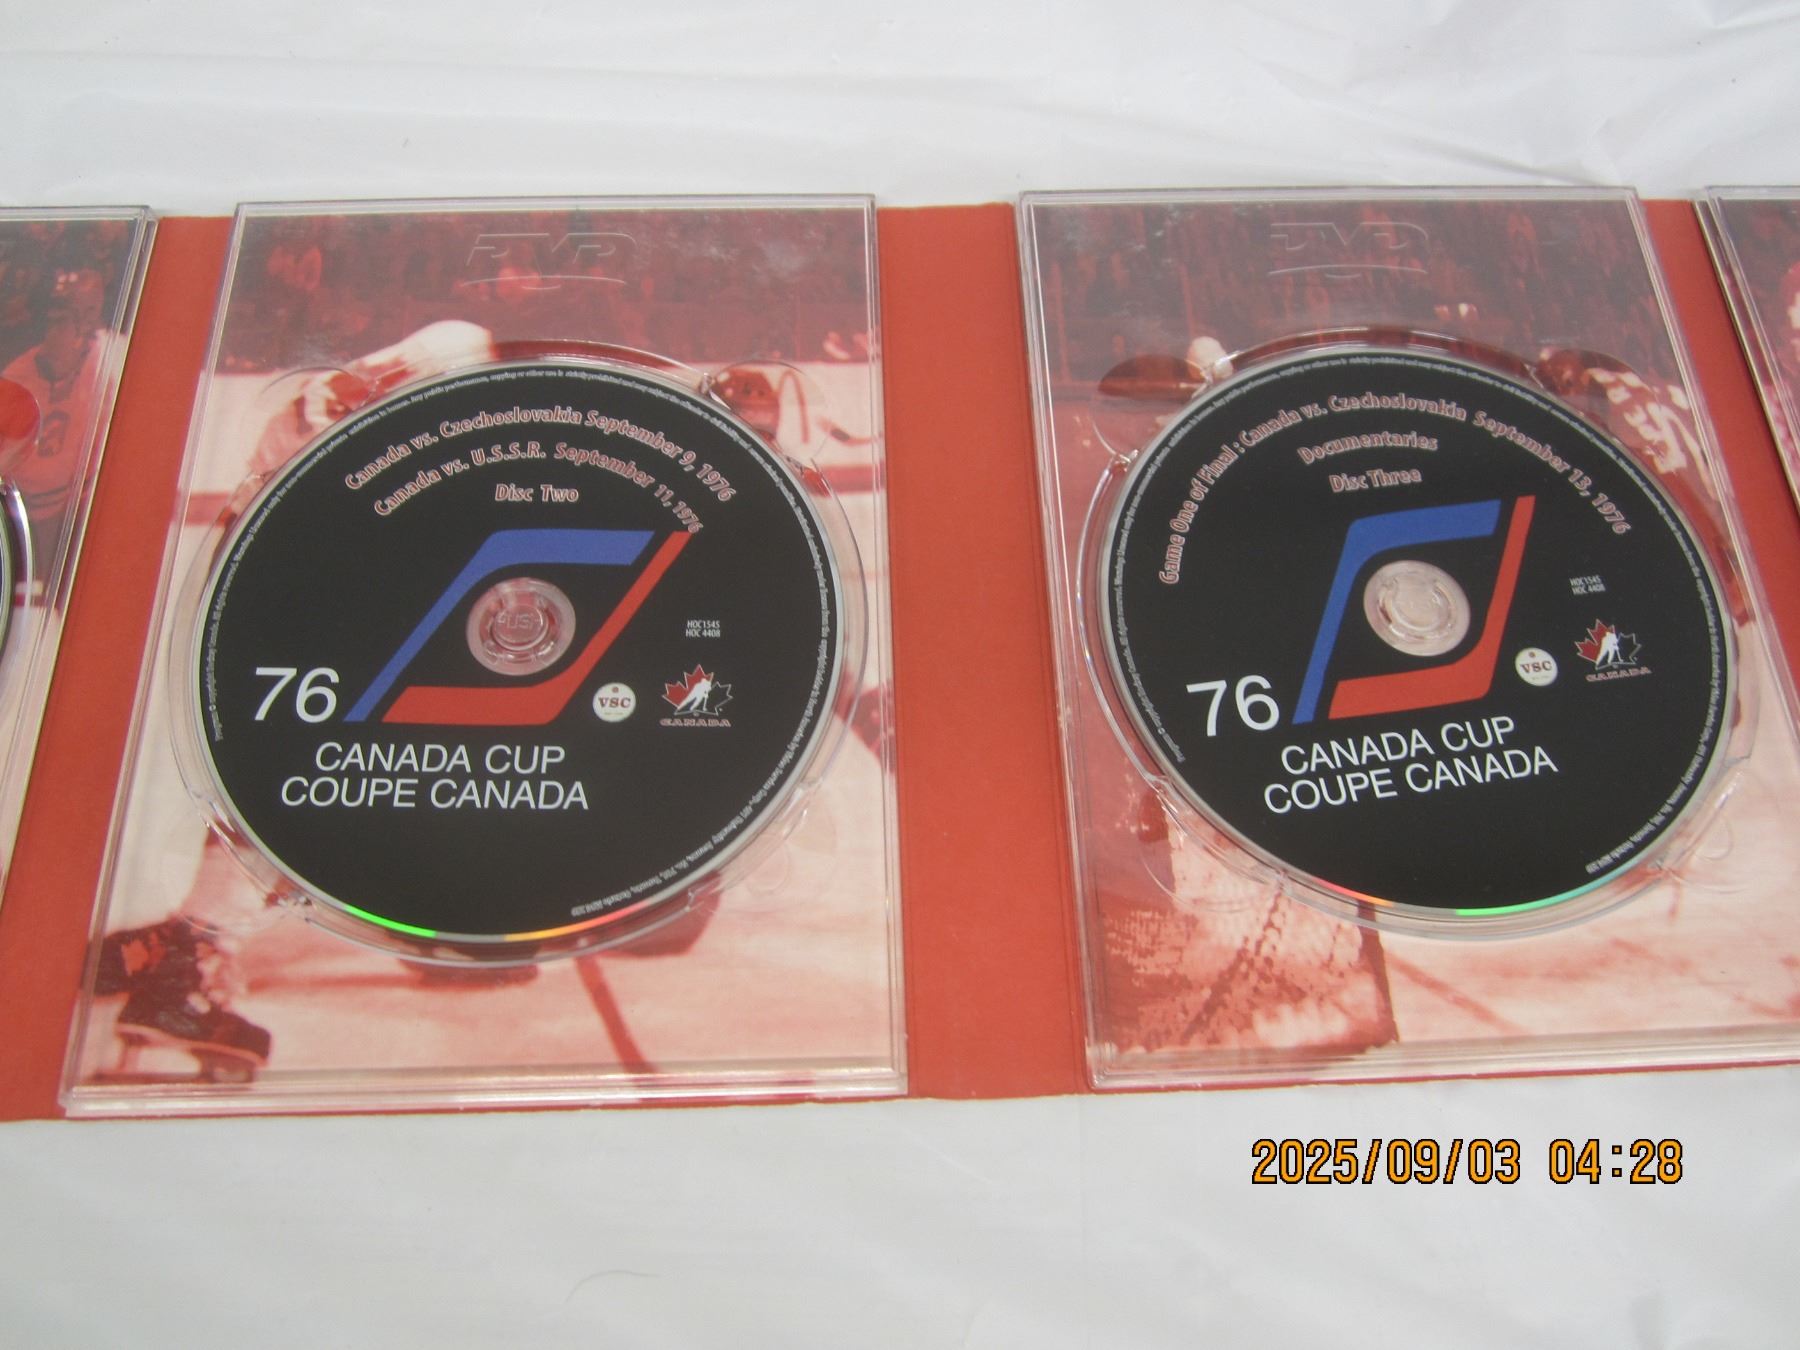 DVD
Canada vs. Czechoslovakia September 9, 1976
Canada vs. U.S.S.R. September 11, 1976
Disc Two
HOC1545
HOC 4408
VSC
CANADA
76
CANADA CUP
COUPE CANADA
DVD
Game One of Final : Canada vs. Czechoslovakia September 13, 1976
Documentaries
Disc Three
HOC1545
HOC 4408
VSC
CANADA
76
CANADA CUP
COUPE CANADA
2025/09/03 04:28